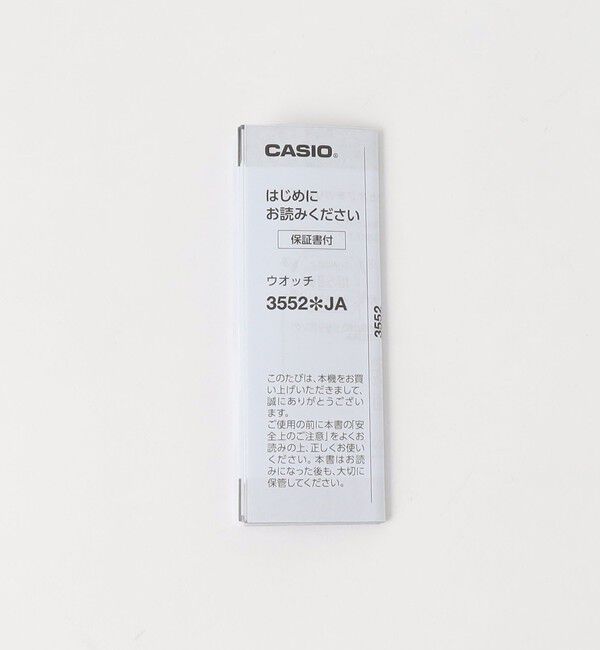 CASIO®
はじめに
お読みください
保証書付
ウオッチ
3552✻JA
3552
このたびは、本機をお買
い上げいただきまして、
誠にありがとうござい
ます。
ご使用の前に本書の「安
全上のご注意」をよくお
読みの上、正しくお使い
ください。本書はお読
みになった後も、大切に
保管してください。